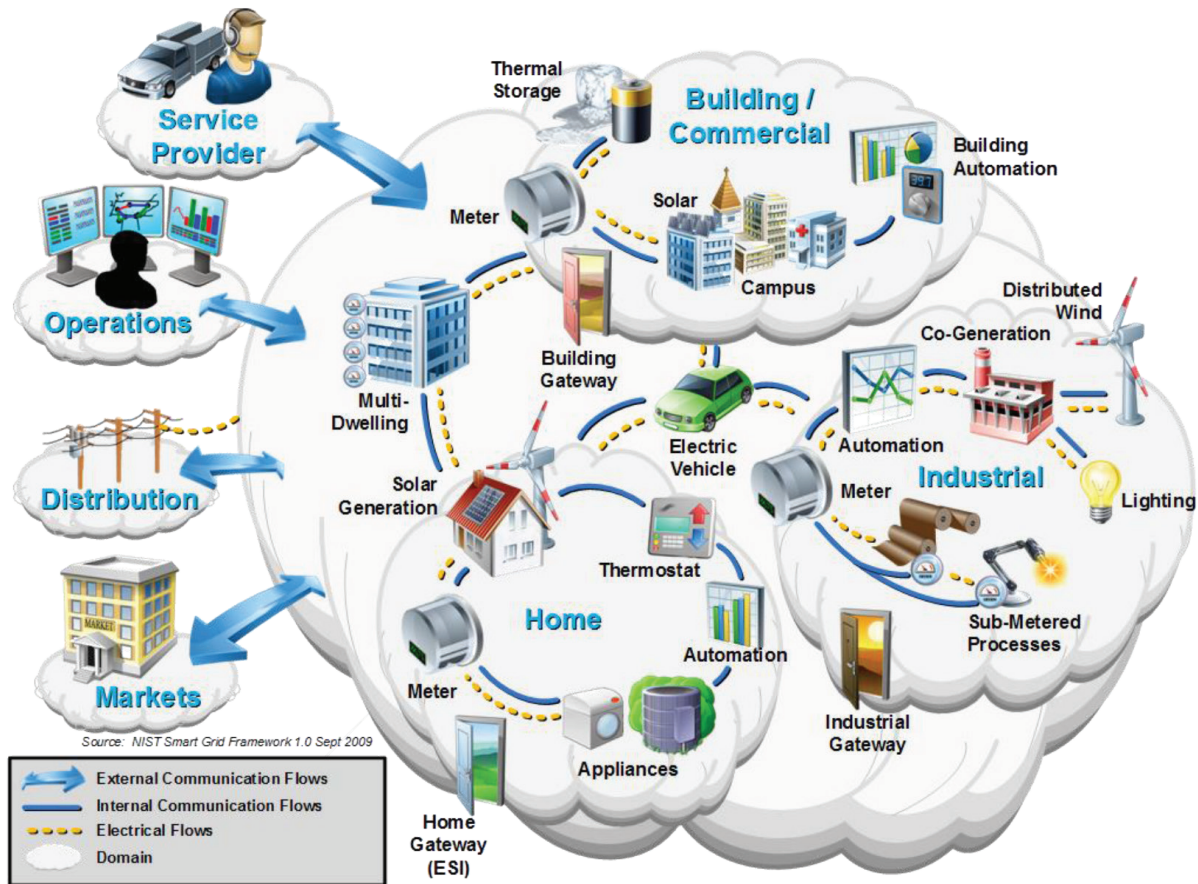 Service
Provider
Operations
Distribution
MARKET
Markets
Thermal
Storage
Building /
Commercial
Building
Automation
Meter
Solar
Campus
Building
Gateway
Multi-
Dwelling
Electric
Vehicle
Distributed
Wind
Co-Generation
Automation
Industrial
Meter
Lighting
Sub-Metered
Processes
Industrial
Gateway
Solar
Generation
Thermostat
Home
Automation
Meter
Appliances
Home
Gateway
(ESI)
Source: NIST Smart Grid Framework 1.0 Sept 2009
External Communication Flows
Internal Communication Flows
Electrical Flows
Domain